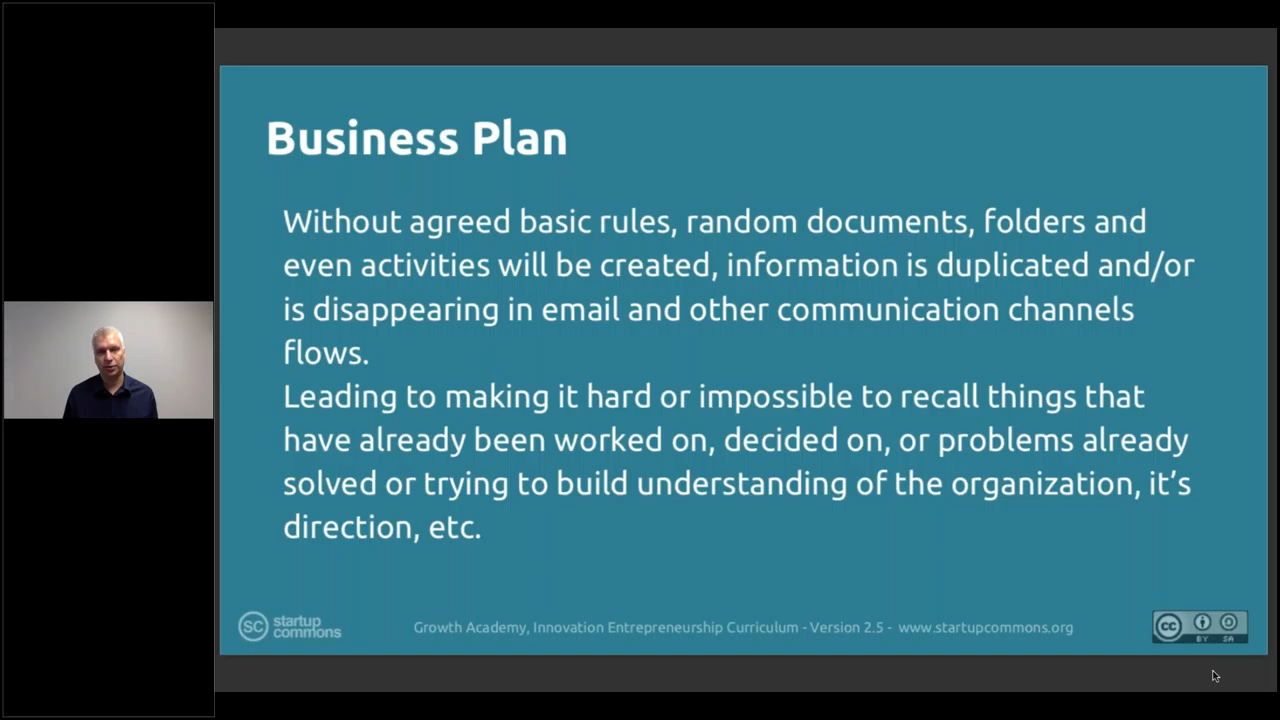 Business Plan
Without agreed basic rules, random documents, folders and
even activities will be created, information is duplicated and/or
is disappearing in email and other communication channels
flows.
Leading to making it hard or impossible to recall things that
have already been worked on, decided on, or problems already
solved or trying to build understanding of the organization, it’s
direction, etc.
SC startup
commons
Growth Academy, Innovation Entrepreneurship Curriculum - Version 2.5 - www.startupcommons.org
cc
BY SA